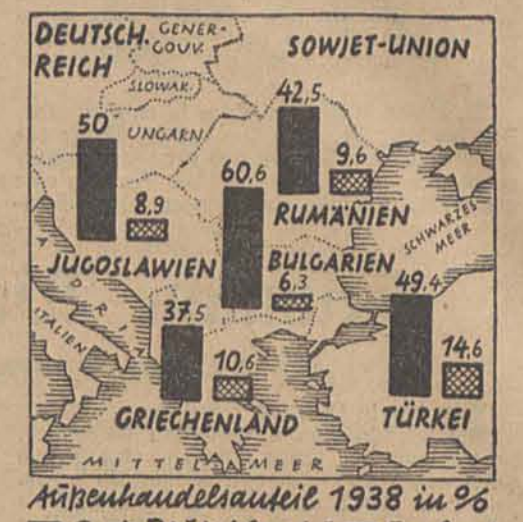 DEUTSCH. REICH
GENER- GOUV.
SOWJET-UNION
SLOWAK.
UNGARN
50
8,9
JUGOSLAWIEN
42,5
9,6
RUMÄNIEN
60,6
6,3
BULGARIEN
SCHWARZES MEER
ADRIA
ITALIEN
37,5
10,6
GRIECHENLAND
49,4
14,6
TÜRKEI
MITTELMEER
Außenhandelsanteil 1938 in %